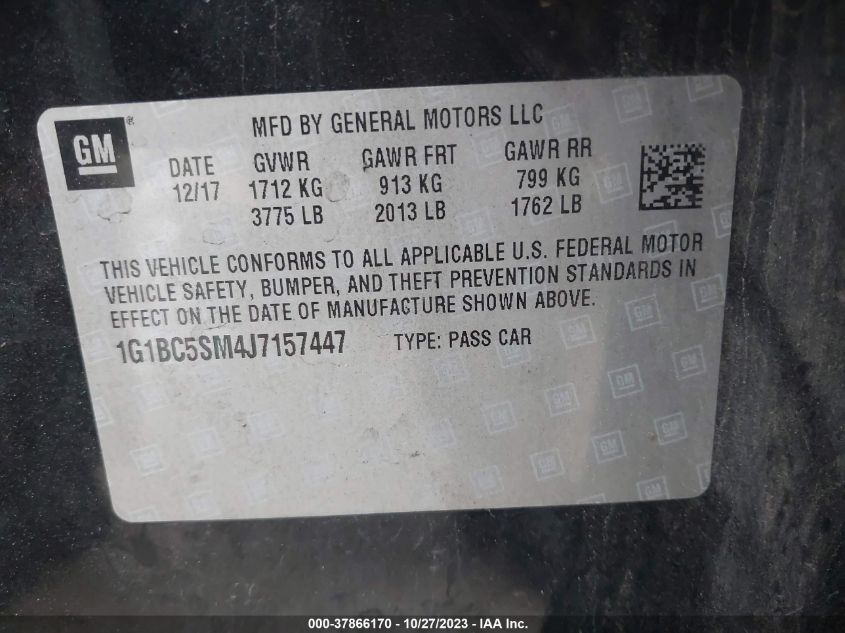 GM
MFD BY GENERAL MOTORS LLC
DATE GVWR GAWR FRT GAWR RR
12/17 1712 KG 913 KG 799 KG
3775 LB 2013 LB 1762 LB
THIS VEHICLE CONFORMS TO ALL APPLICABLE U.S. FEDERAL MOTOR
VEHICLE SAFETY, BUMPER, AND THEFT PREVENTION STANDARDS IN
EFFECT ON THE DATE OF MANUFACTURE SHOWN ABOVE.
1G1BC5SM4J7157447 TYPE: PASS CAR
000-37866170 - 10/27/2023 - IAA Inc.